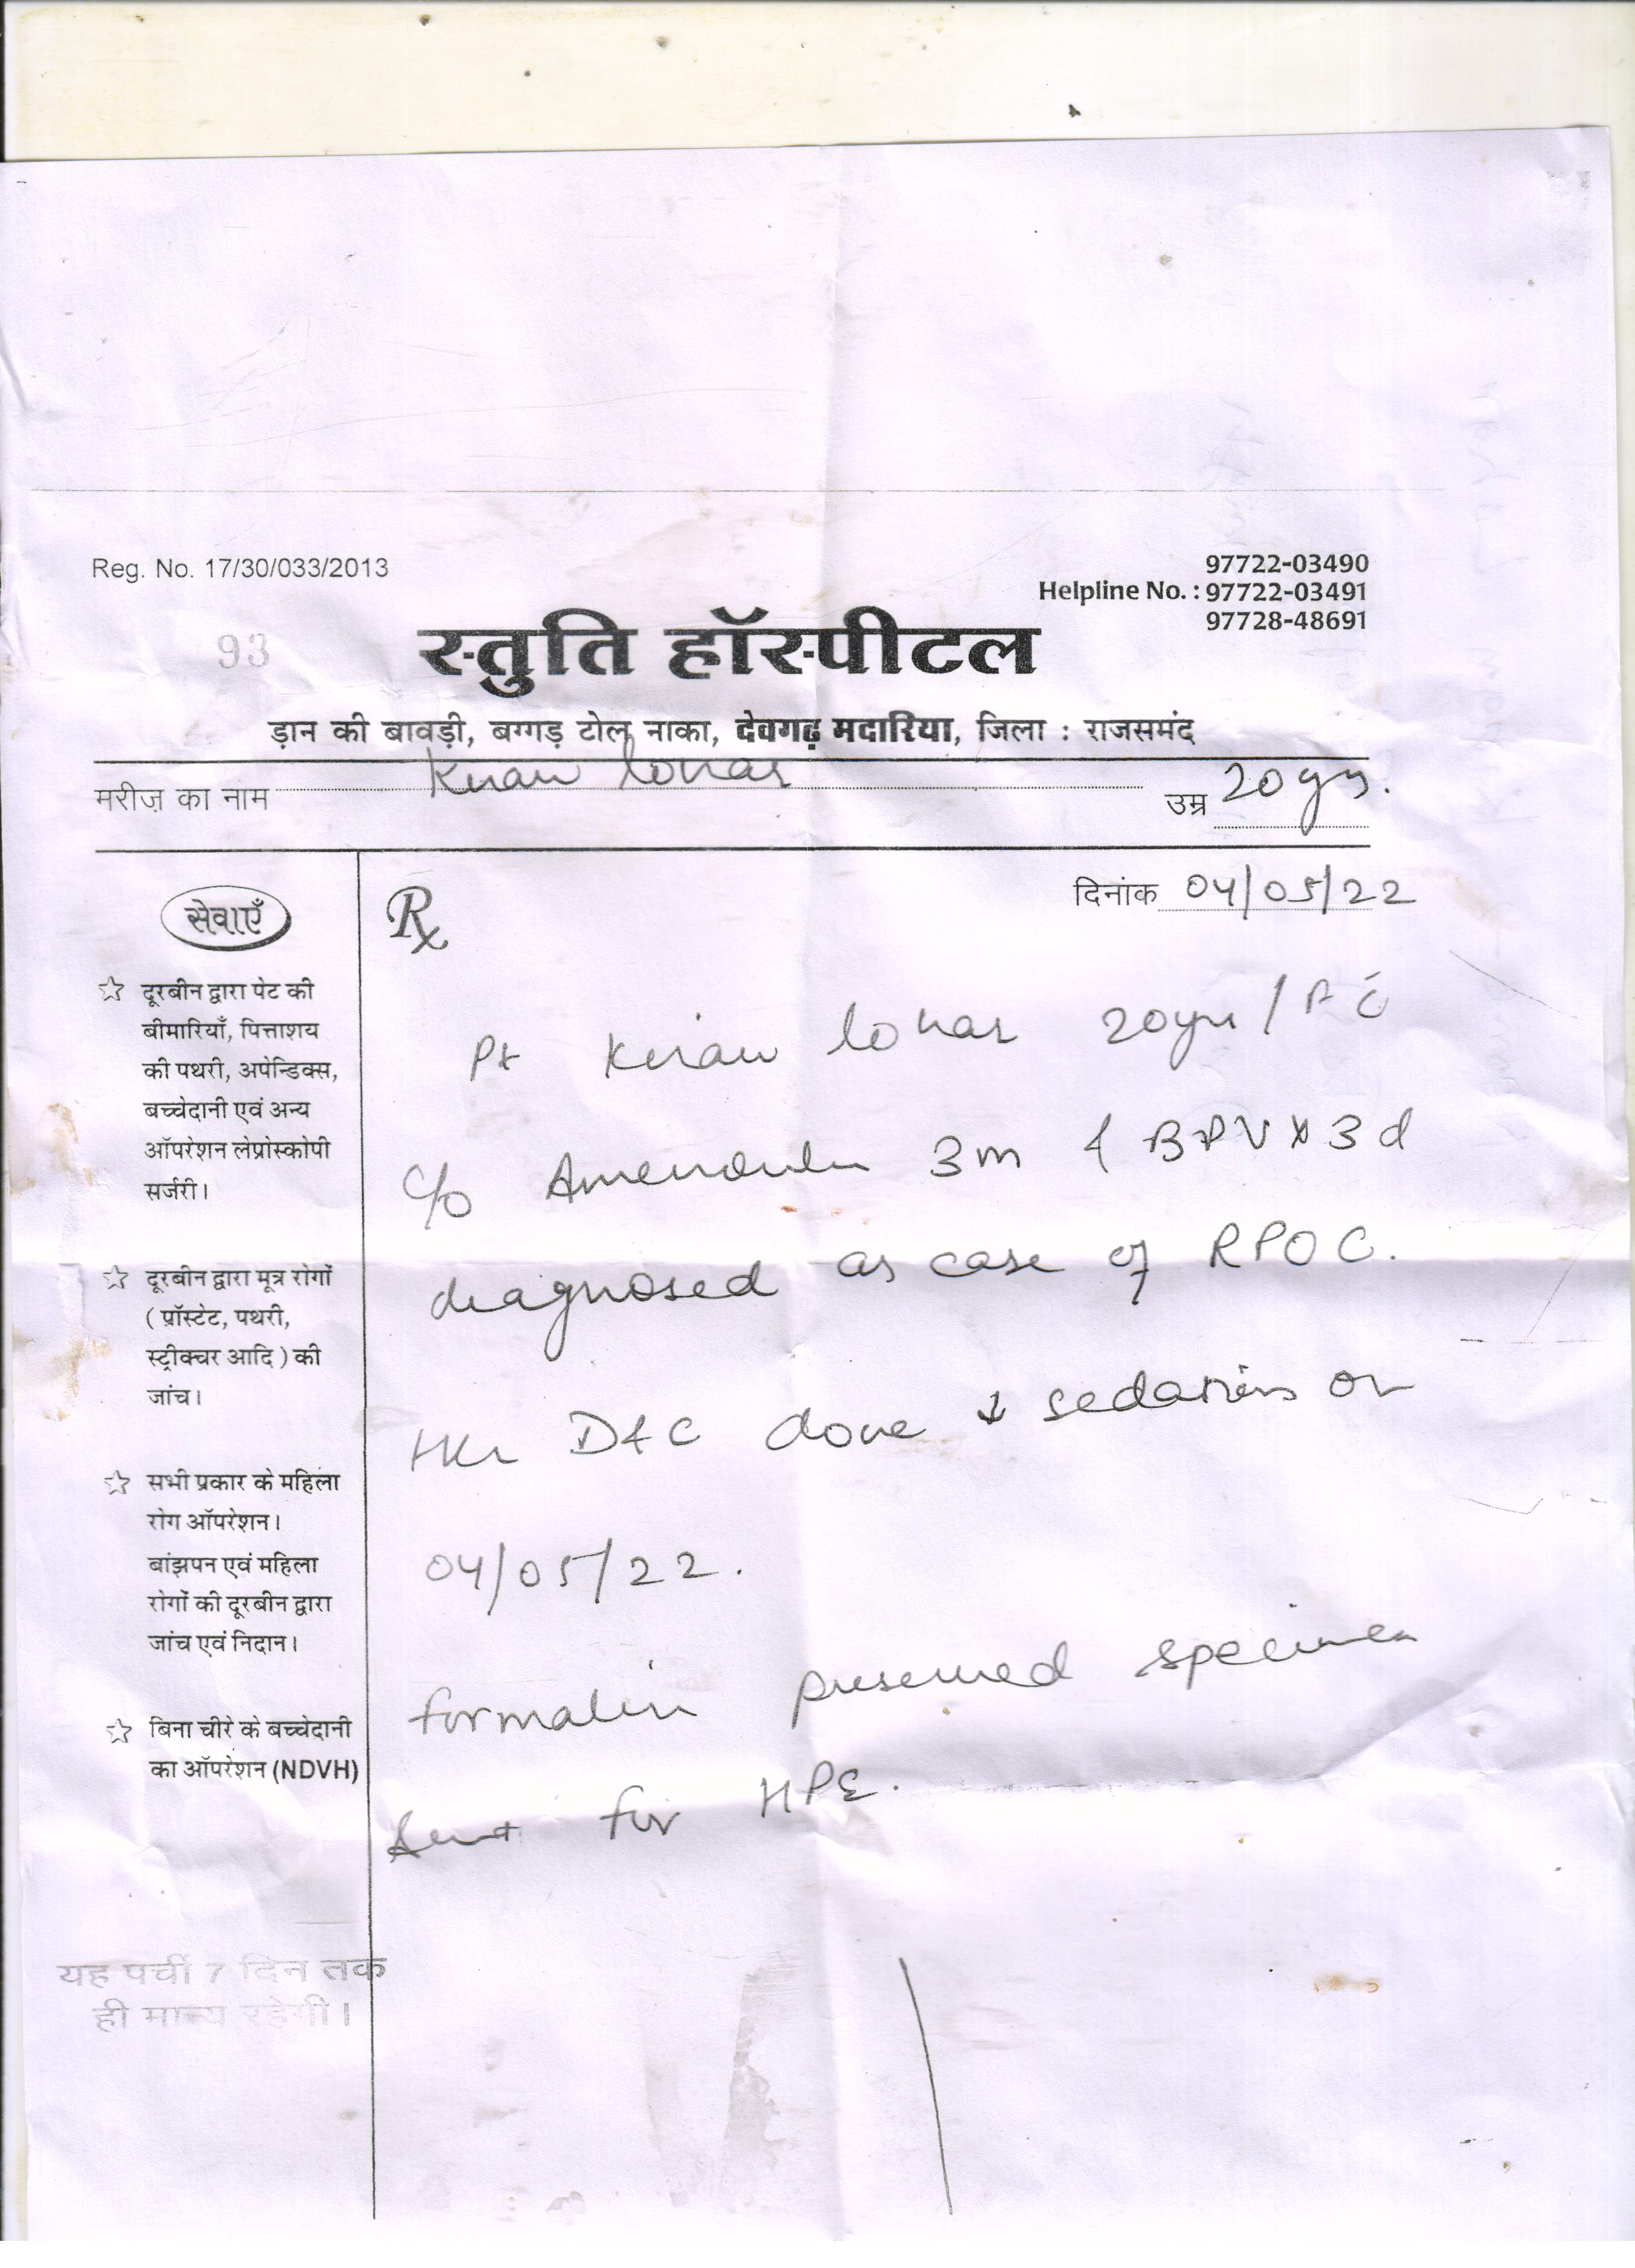 Reg. No. 17/30/033/2013
97722-03490
Helpline No. : 97722-03491
97728-48691
93
स्तुति हॉस्पीटल
ड़ान की बावड़ी, बग्गड़ टोल नाका, देवगढ़ मदारिया, जिला : राजसमंद
मरीज़ का नाम Kiran lohar उम्र 20 yrs.
दिनांक 04/05/22
सेवाएँ
☆ दूरबीन द्वारा पेट की
बीमारियाँ, पित्ताशय
की पथरी, अपेन्डिक्स,
बच्चेदानी एवं अन्य
ऑपरेशन लेप्रोस्कोपी
सर्जरी।
☆ दूरबीन द्वारा मूत्र रोगों
( प्रॉस्टेट, पथरी,
स्ट्रीक्चर आदि ) की
जांच।
☆ सभी प्रकार के महिला
रोग ऑपरेशन।
बांझपन एवं महिला
रोगों की दूरबीन द्वारा
जांच एवं निदान।
☆ बिना चीरे के बच्चेदानी
का ऑपरेशन (NDVH)
यह पर्ची 7 दिन तक
ही मान्य रहेगी।
Rx
Pt Kiran lohar 20yrs / F c̄
c/o Amenorrhea 3m & BPV x 3d
diagnosed as case of RPOC.
Her D&C done ↓ sedation on
04/05/22.
formalin preserved specimen
sent for HPE.